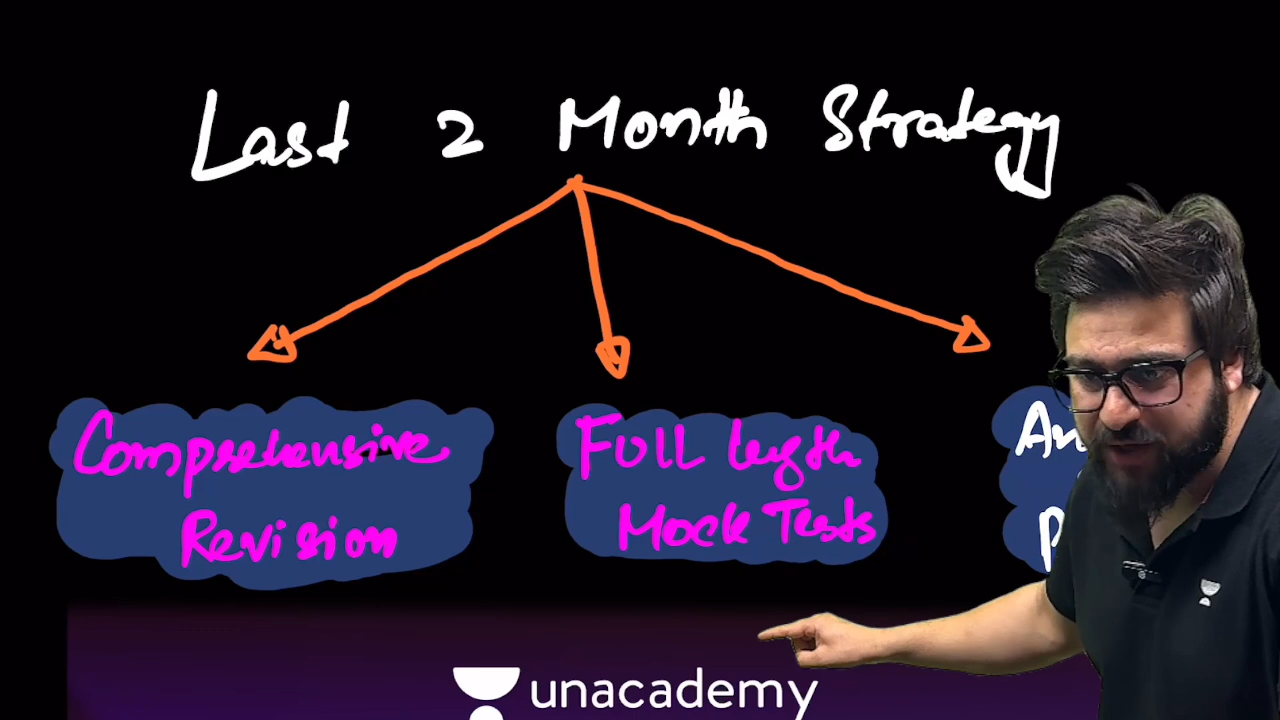 Last 2 Month Strategy
Comprehensive
Revision
Full length
Mock Tests
unacademy